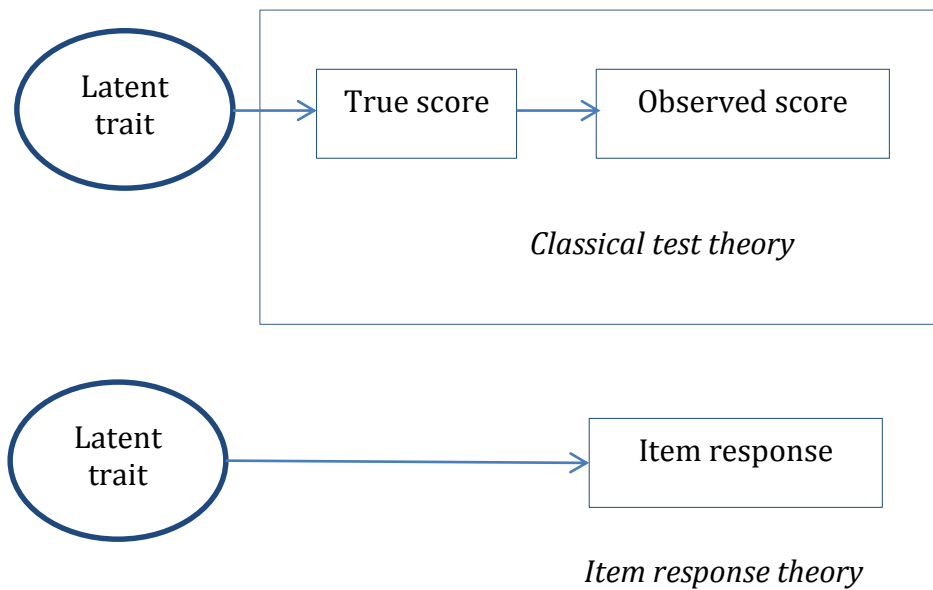 Latent
trait
True score
Observed score
Classical test theory
Latent
trait
Item response
Item response theory